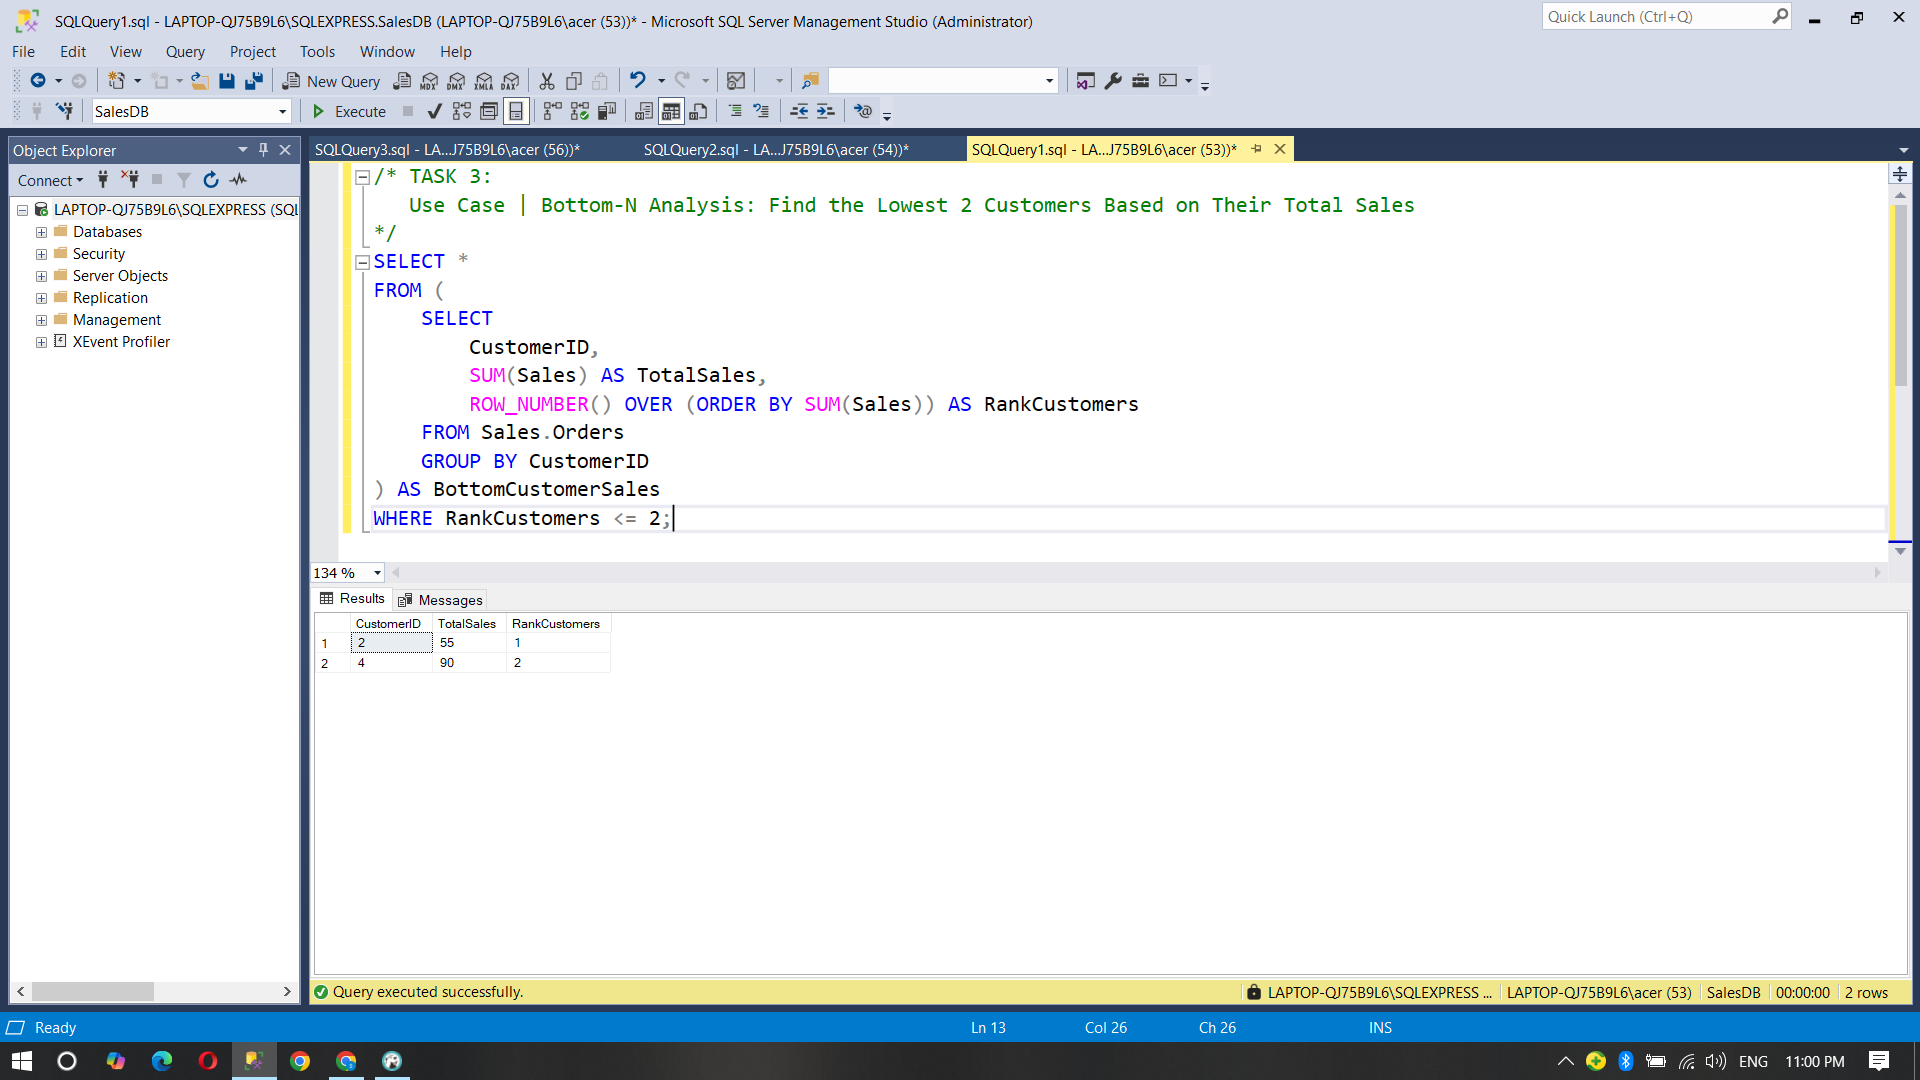 SQLQuery1.sql - LAPTOP-QJ75B9L6\SQLEXPRESS.SalesDB (LAPTOP-QJ75B9L6\acer (53))* - Microsoft SQL Server Management Studio (Administrator)
Quick Launch (Ctrl+Q)
File Edit View Query Project Tools Window Help
New Query MDX DMX XMLA DAX
SalesDB Execute
Object Explorer
SQLQuery3.sql - LA...J75B9L6\acer (56))* SQLQuery2.sql - LA...J75B9L6\acer (54))* SQLQuery1.sql - LA...J75B9L6\acer (53))*
Connect
LAPTOP-QJ75B9L6\SQLEXPRESS (SQL
Databases
Security
Server Objects
Replication
Management
XEvent Profiler
/* TASK 3:
Use Case | Bottom-N Analysis: Find the Lowest 2 Customers Based on Their Total Sales
*/
SELECT *
FROM (
SELECT
CustomerID,
SUM(Sales) AS TotalSales,
ROW_NUMBER() OVER (ORDER BY SUM(Sales)) AS RankCustomers
FROM Sales.Orders
GROUP BY CustomerID
) AS BottomCustomerSales
WHERE RankCustomers <= 2;
134 %
Results Messages
CustomerID TotalSales RankCustomers
1 2 55 1
2 4 90 2
Query executed successfully. LAPTOP-QJ75B9L6\SQLEXPRESS ... LAPTOP-QJ75B9L6\acer (53) SalesDB 00:00:00 2 rows
Ready Ln 13 Col 26 Ch 26 INS
ENG 11:00 PM